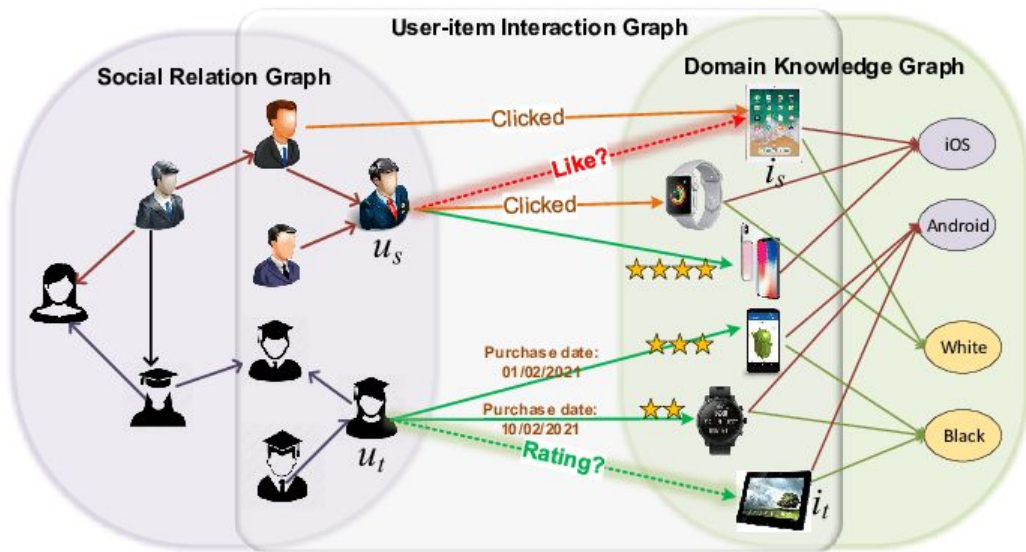 User-item Interaction Graph
Social Relation Graph
Domain Knowledge Graph
Clicked
iOS
Like?
i_s
Clicked
Android
u_s
Purchase date:
01/02/2021
White
Purchase date:
10/02/2021
Black
u_t
Rating?
i_t